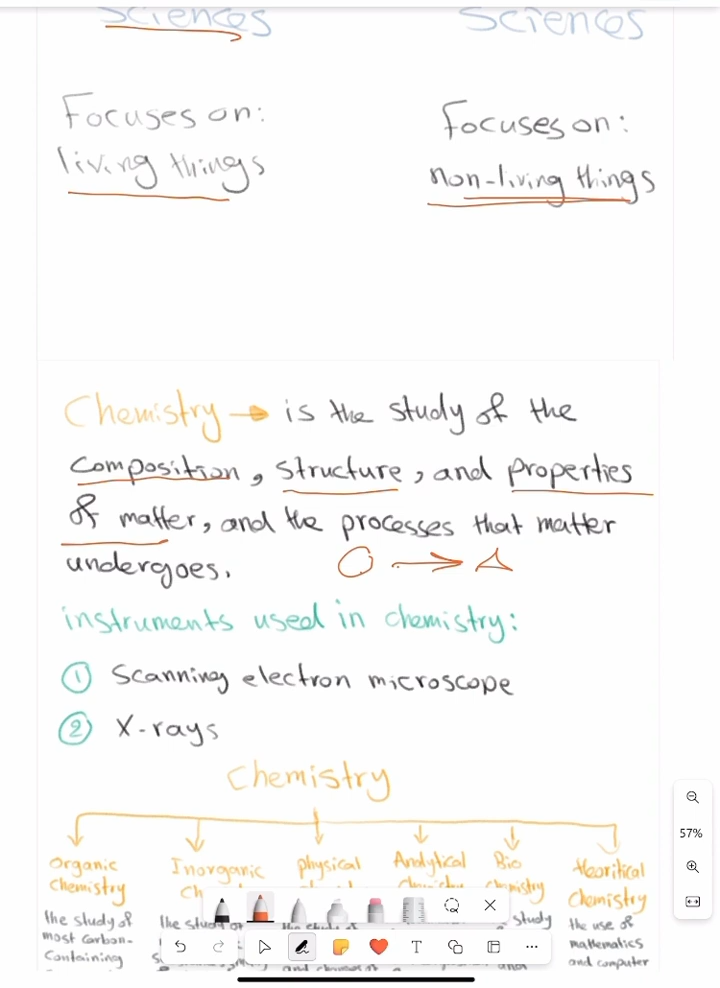 Sciences
Sciences
Focuses on:
living things
Focuses on:
non-living things
Chemistry → is the study of the
composition, structure, and properties
of matter, and the processes that matter
undergoes.
instruments used in chemistry:
① Scanning electron microscope
② X-rays
Chemistry
Organic
Chemistry
the study of
most Carbon-
Containing
Inorganic
Ch
the study of
physical
Analytical
Bio
study
theoritical
Chemistry
the use of
mathematics
and computer
57%
T